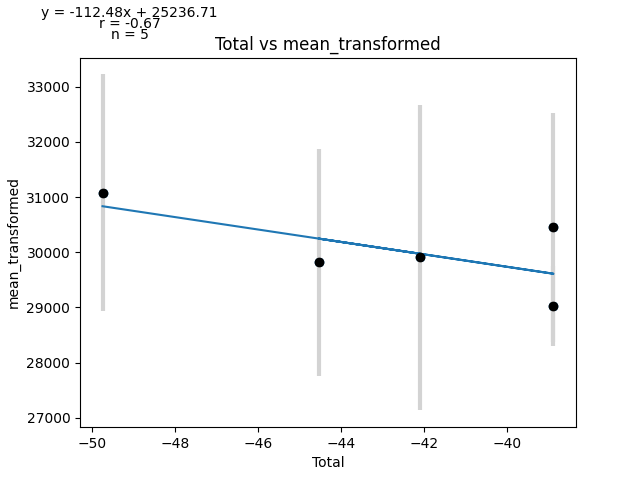 y = -112.48x + 25236.71
r = -0.67
n = 5
Total vs mean_transformed
33000
32000
31000
30000
29000
28000
27000
mean_transformed
−50
−48
−46
−44
−42
−40
Total